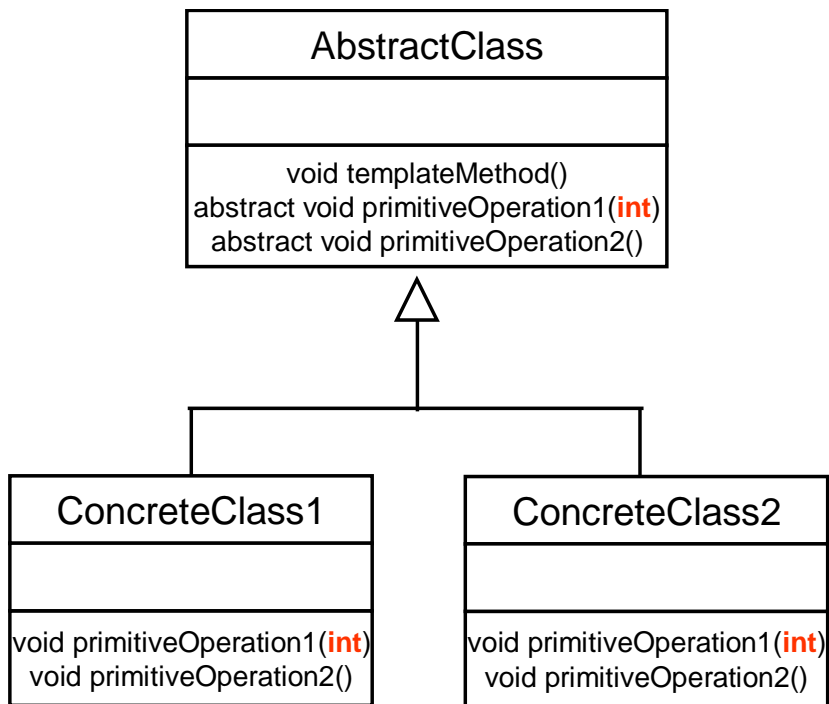 AbstractClass
void templateMethod()
abstract void primitiveOperation1(int)
abstract void primitiveOperation2()
ConcreteClass1
void primitiveOperation1(int)
void primitiveOperation2()
ConcreteClass2
void primitiveOperation1(int)
void primitiveOperation2()